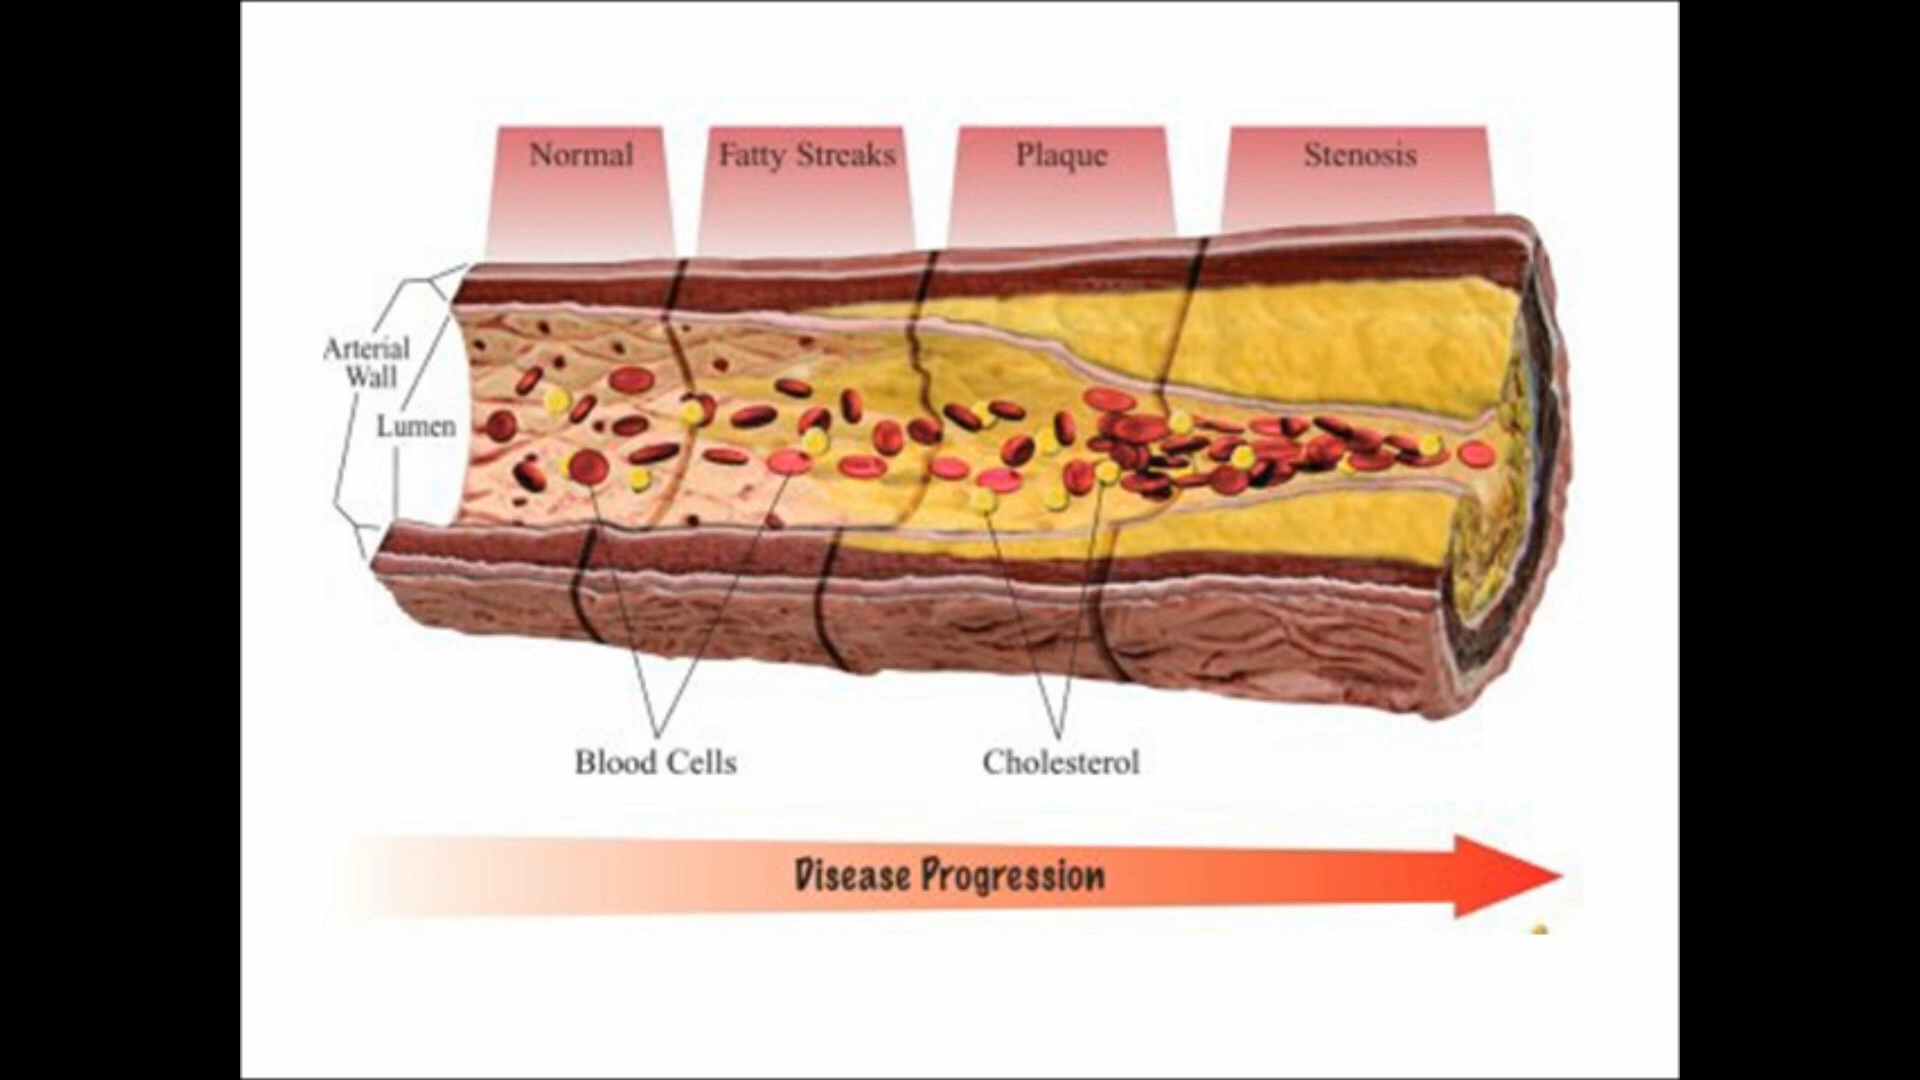 Normal
Fatty Streaks
Plaque
Stenosis
Arterial
Wall
Lumen
Blood Cells
Cholesterol
Disease Progression